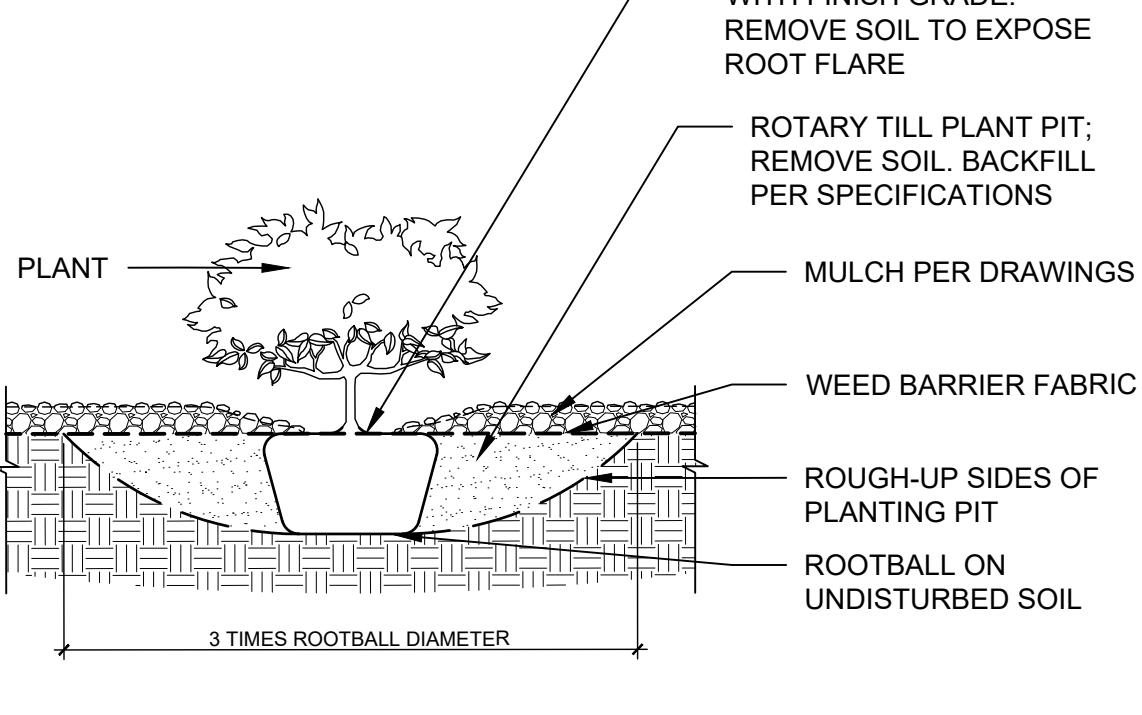 WITH FINISH GRADE.
REMOVE SOIL TO EXPOSE
ROOT FLARE
ROTARY TILL PLANT PIT;
REMOVE SOIL. BACKFILL
PER SPECIFICATIONS
PLANT
MULCH PER DRAWINGS
WEED BARRIER FABRIC
ROUGH-UP SIDES OF
PLANTING PIT
ROOTBALL ON
UNDISTURBED SOIL
3 TIMES ROOTBALL DIAMETER